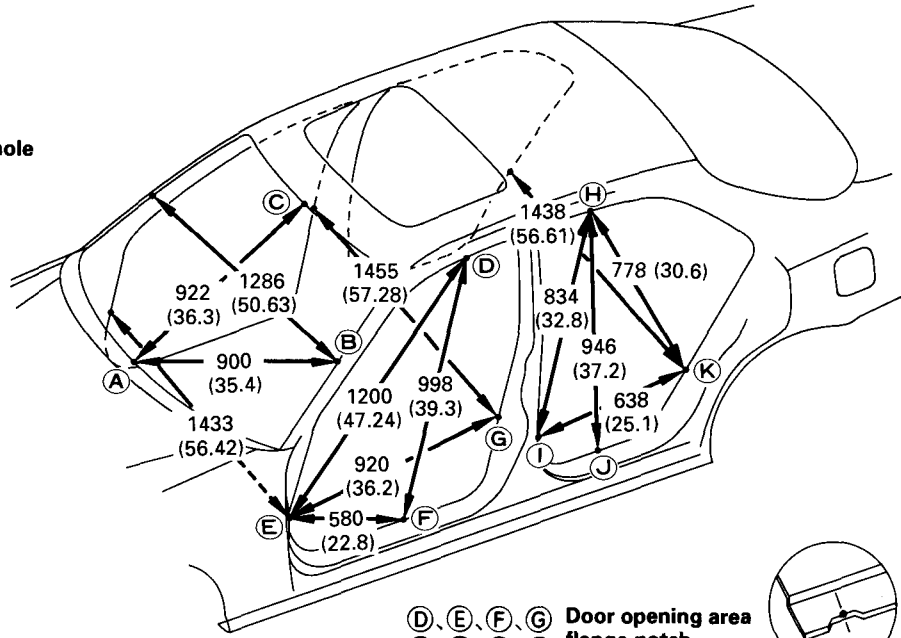 hole
C
H
1438
(56.61)
1455
(57.28)
D
778 (30.6)
1286
(50.63)
922
(36.3)
834
(32.8)
B
946
(37.2)
A
900
(35.4)
K
1200
(47.24)
998
(39.3)
638
(25.1)
1433
(56.42)
G
I
J
920
(36.2)
E
580
(22.8)
F
D、E、F、G Door opening area